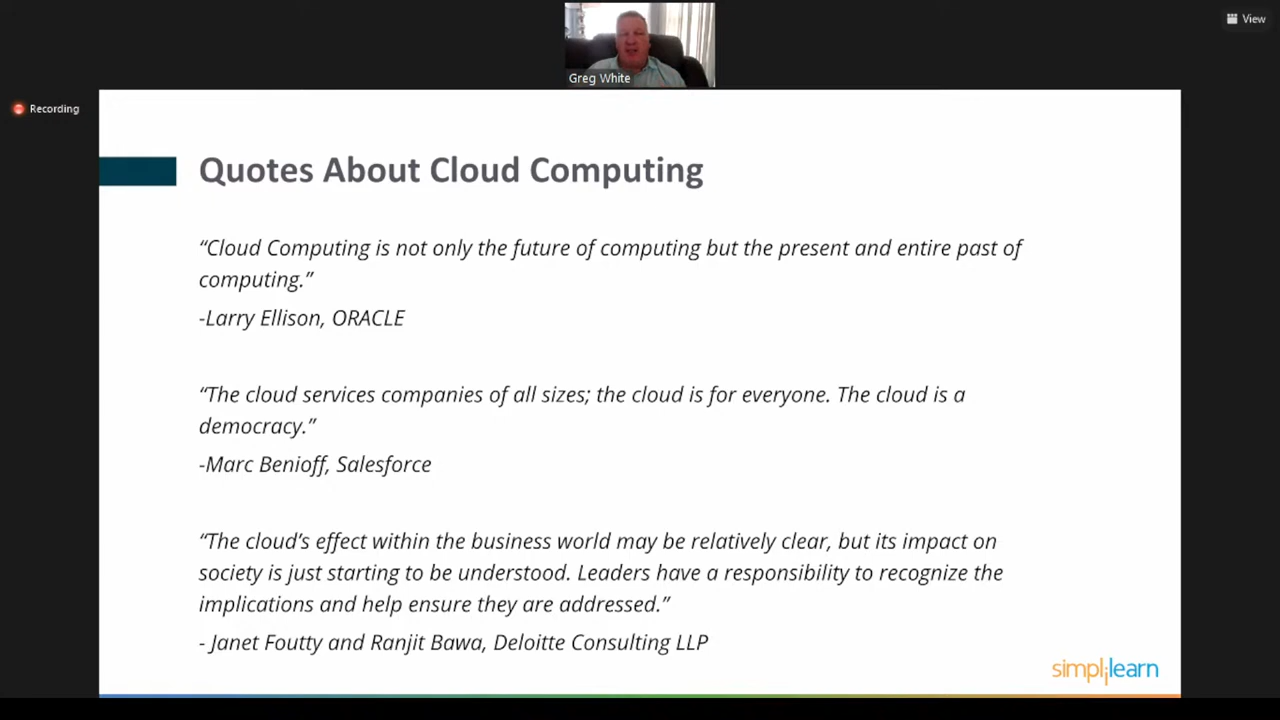 View
Greg White
Recording
Quotes About Cloud Computing
“Cloud Computing is not only the future of computing but the present and entire past of
computing.”
-Larry Ellison, ORACLE
“The cloud services companies of all sizes; the cloud is for everyone. The cloud is a
democracy.”
-Marc Benioff, Salesforce
“The cloud’s effect within the business world may be relatively clear, but its impact on
society is just starting to be understood. Leaders have a responsibility to recognize the
implications and help ensure they are addressed.”
- Janet Foutty and Ranjit Bawa, Deloitte Consulting LLP
simplilearn